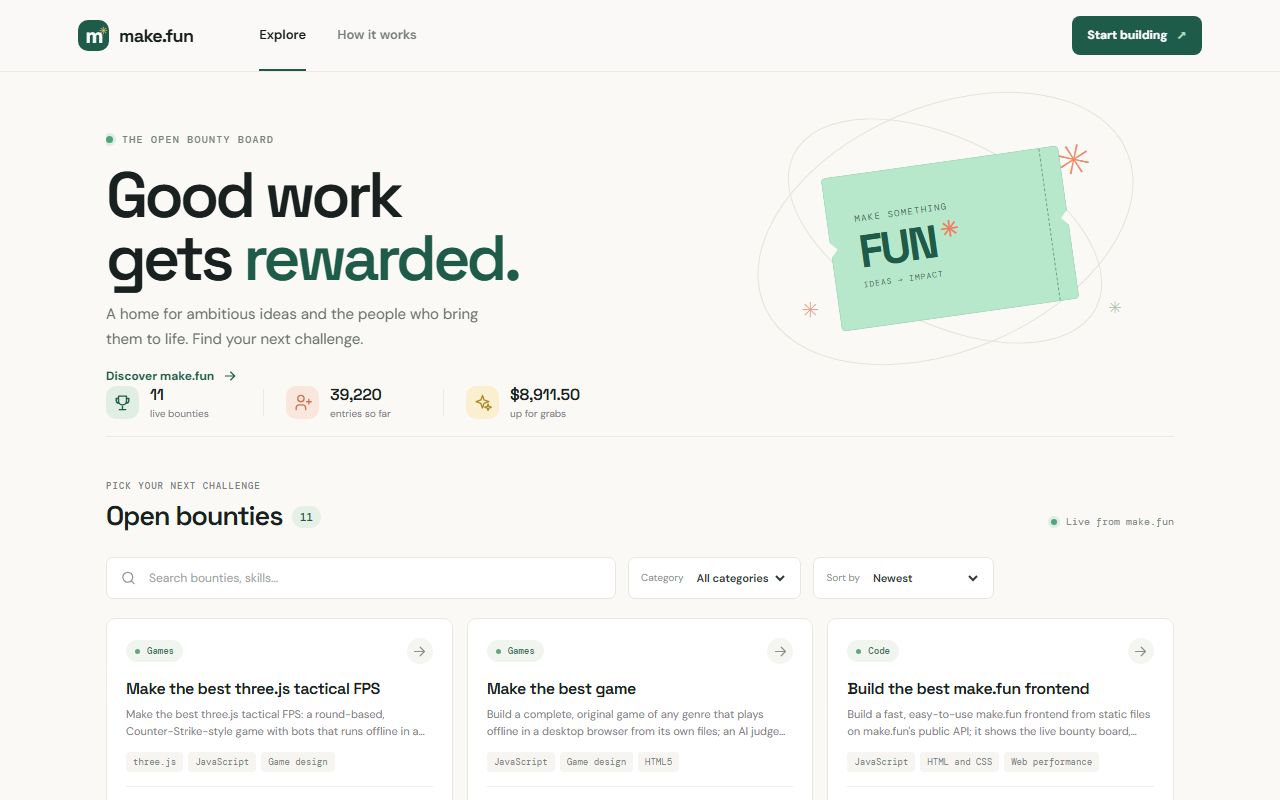 m make.fun
Explore
How it works
Start building ↗
THE OPEN BOUNTY BOARD
Good work
gets rewarded.
A home for ambitious ideas and the people who bring
them to life. Find your next challenge.
Discover make.fun →
MAKE SOMETHING
FUN
IDEAS → IMPACT
11
live bounties
39,220
entries so far
$8,911.50
up for grabs
PICK YOUR NEXT CHALLENGE
Open bounties 11
Live from make.fun
Search bounties, skills...
Category All categories
Sort by Newest
Games
Make the best three.js tactical FPS
Make the best three.js tactical FPS: a round-based,
Counter-Strike-style game with bots that runs offline in a...
three.js JavaScript Game design
Games
Make the best game
Build a complete, original game of any genre that plays
offline in a desktop browser from its own files; an AI judge...
JavaScript Game design HTML5
Code
Build the best make.fun frontend
Build a fast, easy-to-use make.fun frontend from static files
on make.fun's public API; it shows the live bounty board,...
JavaScript HTML and CSS Web performance